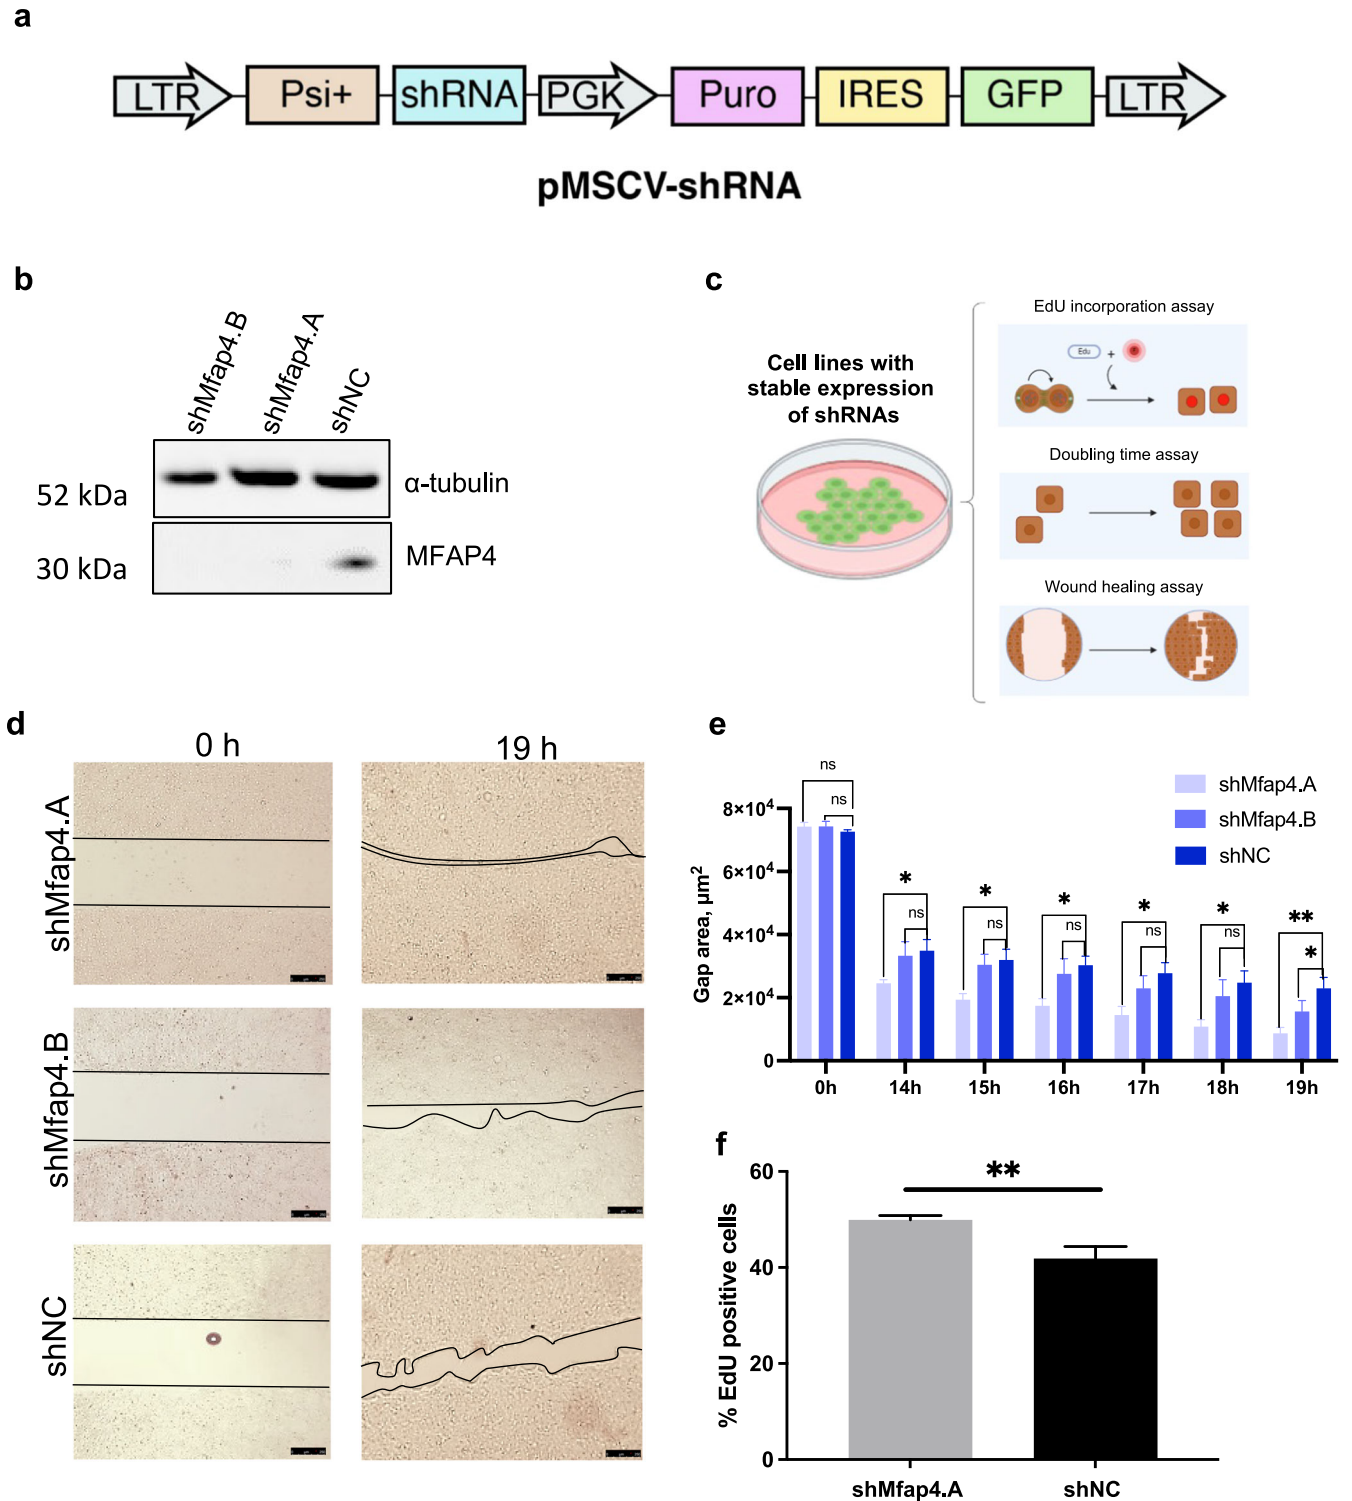 a
LTR Psi+ shRNA PGK Puro IRES GFP LTR
pMSCV-shRNA
b
shMfap4.B shMfap4.A shNC
52 kDa α-tubulin
30 kDa MFAP4
c
Cell lines with
stable expression
of shRNAs
EdU incorporation assay
Edu +
Doubling time assay
Wound healing assay
d
0 h 19 h
shMfap4.A
shMfap4.B
shNC
e
Gap area, µm²
8×10⁴
6×10⁴
4×10⁴
2×10⁴
0
ns
ns
* ns
* ns
* ns
* ns
* ns
** *
0h 14h 15h 16h 17h 18h 19h
shMfap4.A
shMfap4.B
shNC
f
% EdU positive cells
60
40
20
0
**
shMfap4.A shNC